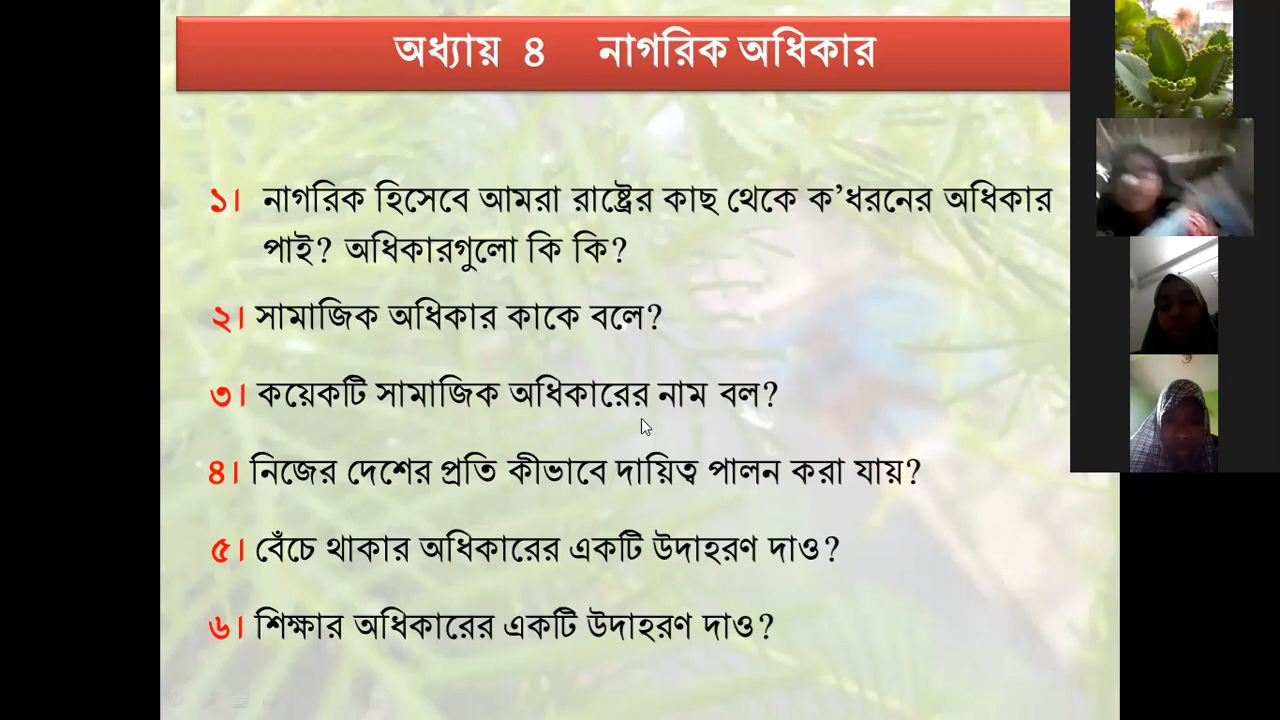 অধ্যায় ৪ নাগরিক অধিকার
১। নাগরিক হিসেবে আমরা রাষ্ট্রের কাছ থেকে ক'ধরনের অধিকার
পাই? অধিকারগুলো কি কি?
২। সামাজিক অধিকার কাকে বলে?
৩। কয়েকটি সামাজিক অধিকারের নাম বল?
৪। নিজের দেশের প্রতি কীভাবে দায়িত্ব পালন করা যায়?
৫। বেঁচে থাকার অধিকারের একটি উদাহরণ দাও?
৬। শিক্ষার অধিকারের একটি উদাহরণ দাও?